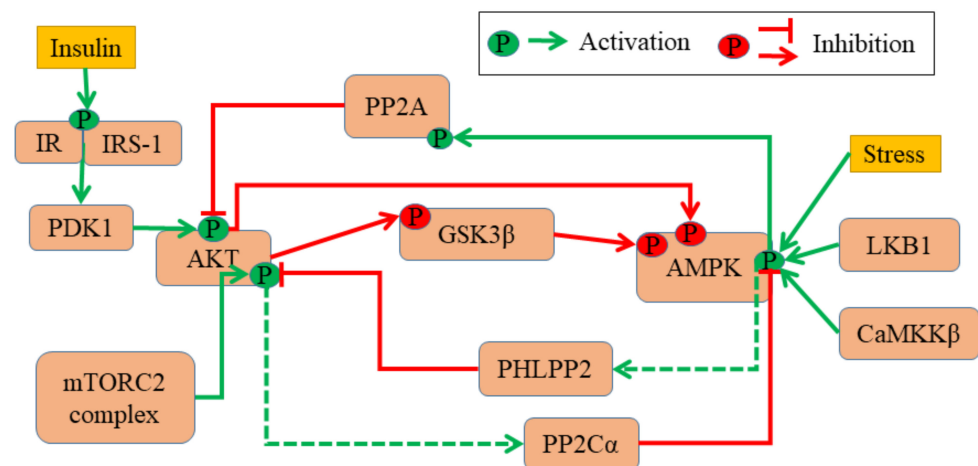 Insulin
P Activation P Inhibition
PP2A
P
P
IR IRS-1
Stress
PDK1
P
AKT
P
P
GSK3β
P
P
AMPK
P
LKB1
CaMKKβ
mTORC2
complex
PHLPP2
PP2Cα